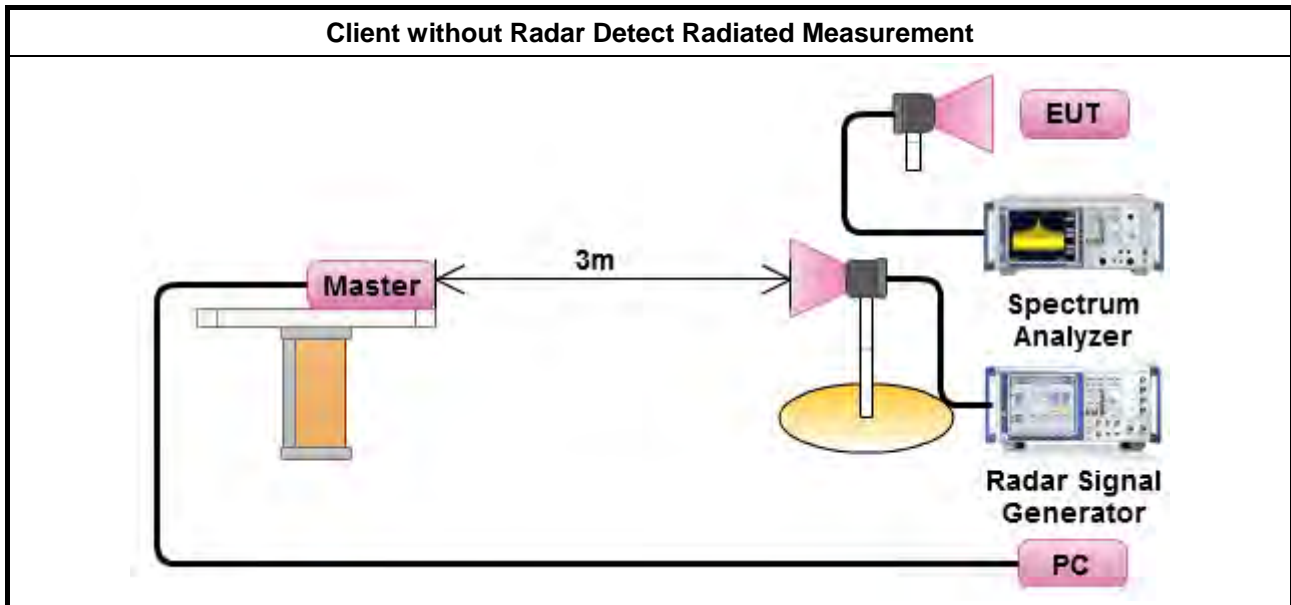 Client without Radar Detect Radiated Measurement
EUT
3m
Master
Spectrum
Analyzer
Radar Signal
Generator
PC